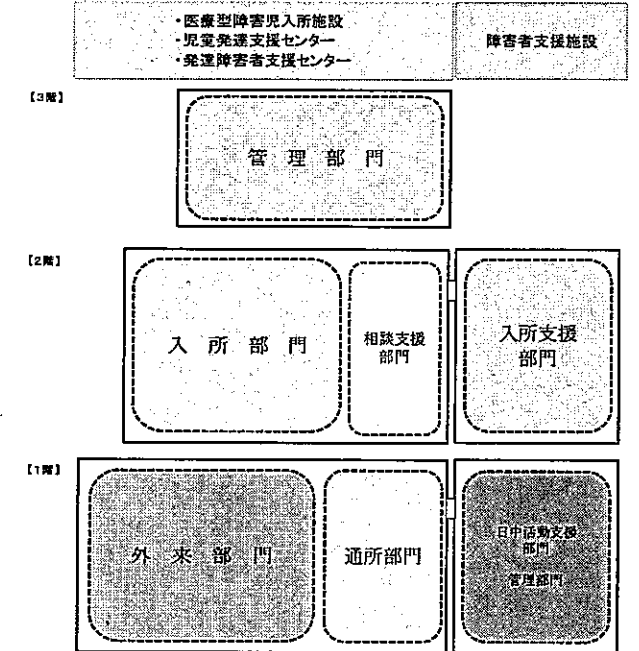 ・医療型障害児入所施設
・児童発達支援センター
・発達障害者支援センター
障害者支援施設
【3階】
管理部門
【2階】
入所部門
相談支援
部門
入所支援
部門
【1階】
外来部門
通所部門
日中活動支援
部門
管理部門